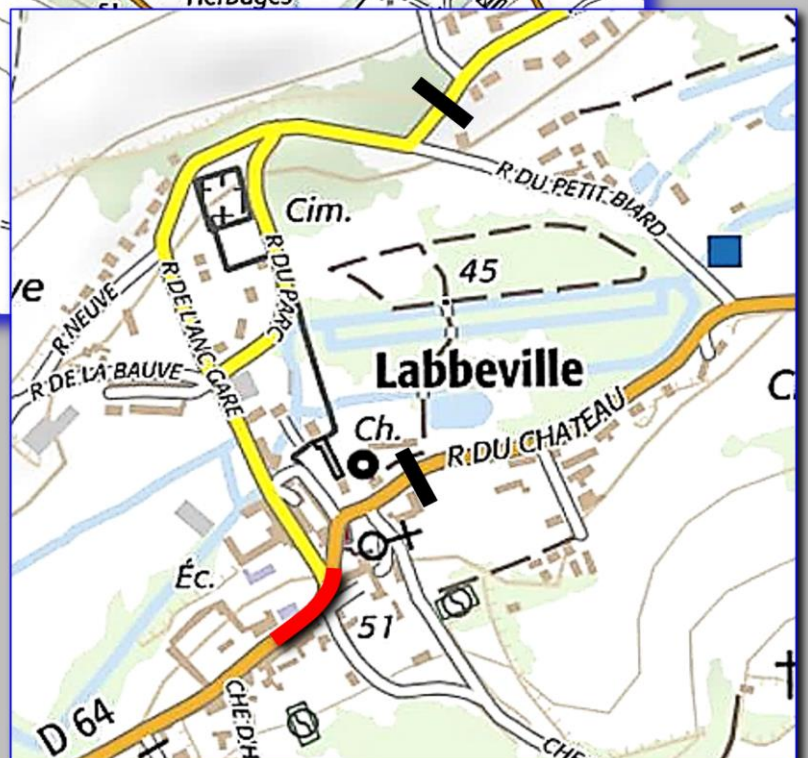 Herbages
Cim.
R DU PETIT BIARD
R DU PARC
45
ve
R NEUVE
R DE L'ANC GARE
R DE LA BAUVE
Labbeville
C
Ch.
R DU CHATEAU
Éc.
51
D 64
CHE D'H
CHE